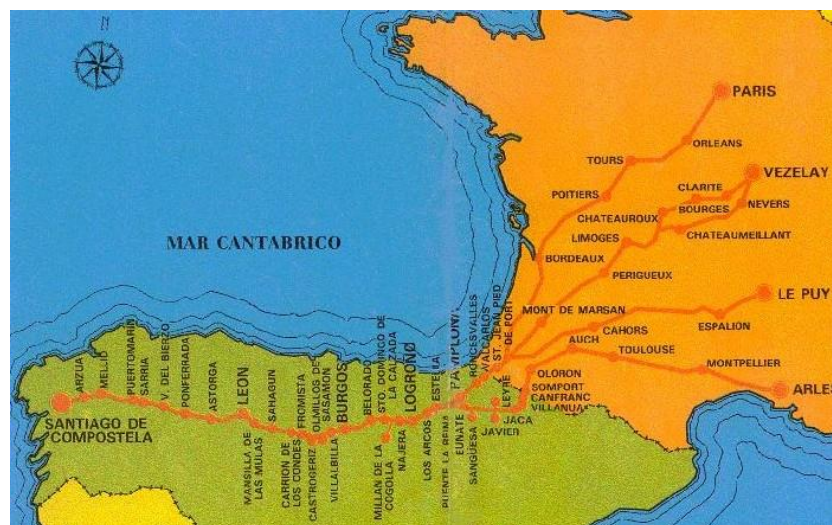 N
PARIS
ORLEANS
TOURS
VEZELAY
CLARITE
POITIERS
NEVERS
BOURGES
CHATEAUROUX
CHATEAUMEILLANT
LIMOGES
MAR CANTABRICO
BORDEAUX
PERIGUEUX
LE PUY
MONT DE MARSAN
ESPALION
CAHORS
AUCH
TOULOUSE
MONTPELLIER
ARLES
OLORON
SOMPORT
CANFRANC
VILLANUA
JACA
JAVIER
LEYRE
ST. JEAN PIED
DE PORT
VALCARLOS
RONCESVALLES
PAMPLONA
SANGUESA
EUNATE
PUENTE LA REINA
ESTELLA
LOS ARCOS
LOGROÑO
NAJERA
STO. DOMINGO DE
LA CALZADA
MILLAN DE LA
COGOLLA
BELORADO
BURGOS
VILLALBILLA
OLMILLOS DE
SASAMON
CASTROGERIZ
FROMISTA
CARRION DE
LOS CONDES
SAHAGUN
MANSILLA DE
LAS MULAS
LEON
ASTORGA
PONFERRADA
V. DEL BIERZO
SARRIA
PUERTOMARIN
MELLID
ARZUA
SANTIAGO DE
COMPOSTELA